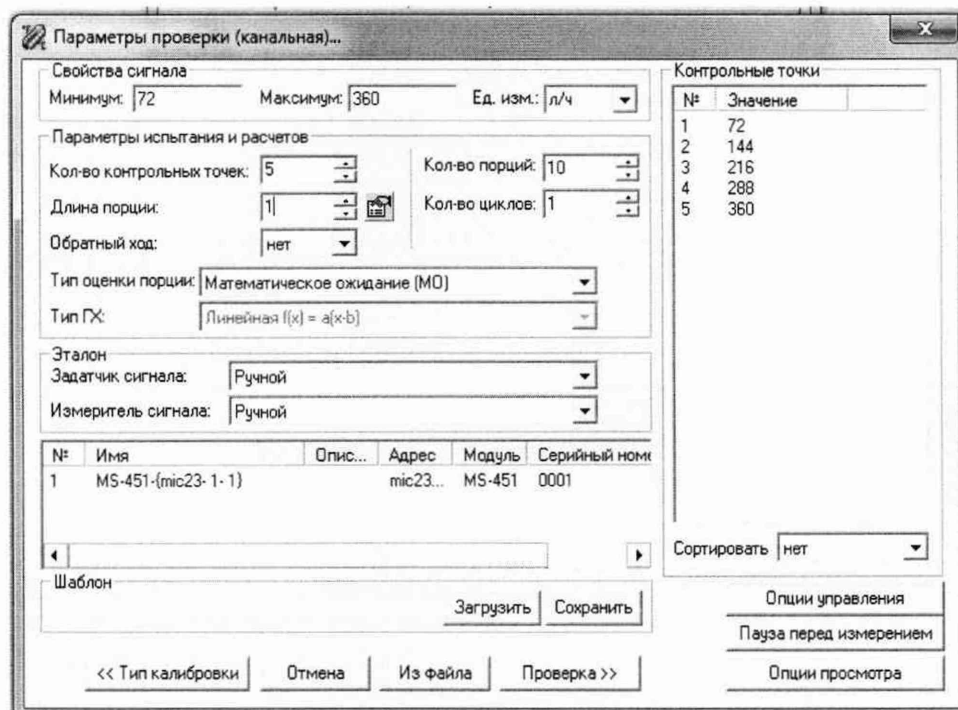 Параметры проверки (канальная)...
Свойства сигнала
Минимум: 72 Максимум: 360 Ед. изм.: л/ч
Параметры испытания и расчетов
Кол-во контрольных точек: 5 Кол-во порций: 10
Длина порции: 1 Кол-во циклов: 1
Обратный ход: нет
Тип оценки порции: Математическое ожидание (МО)
Тип ГХ: Линейная f(x) = a(x-b)
Эталон
Задатчик сигнала: Ручной
Измеритель сигнала: Ручной
№ Имя Опис... Адрес Модуль Серийный номе
1 MS-451-{mic23- 1- 1} mic23... MS-451 0001
Шаблон
Загрузить Сохранить
<< Тип калибровки Отмена Из файла Проверка >>
Контрольные точки
№ Значение
1 72
2 144
3 216
4 288
5 360
Сортировать нет
Опции управления
Пауза перед измерением
Опции просмотра